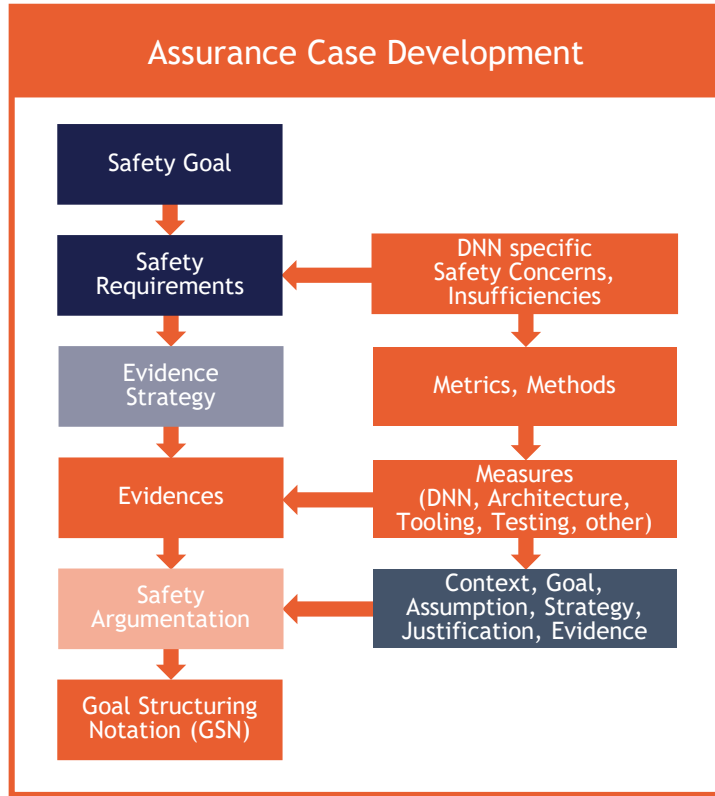 Assurance Case Development
Safety Goal
Safety
Requirements
DNN specific
Safety Concerns,
Insufficiencies
Evidence
Strategy
Metrics, Methods
Evidences
Measures
(DNN, Architecture,
Tooling, Testing, other)
Safety
Argumentation
Context, Goal,
Assumption, Strategy,
Justification, Evidence
Goal Structuring
Notation (GSN)